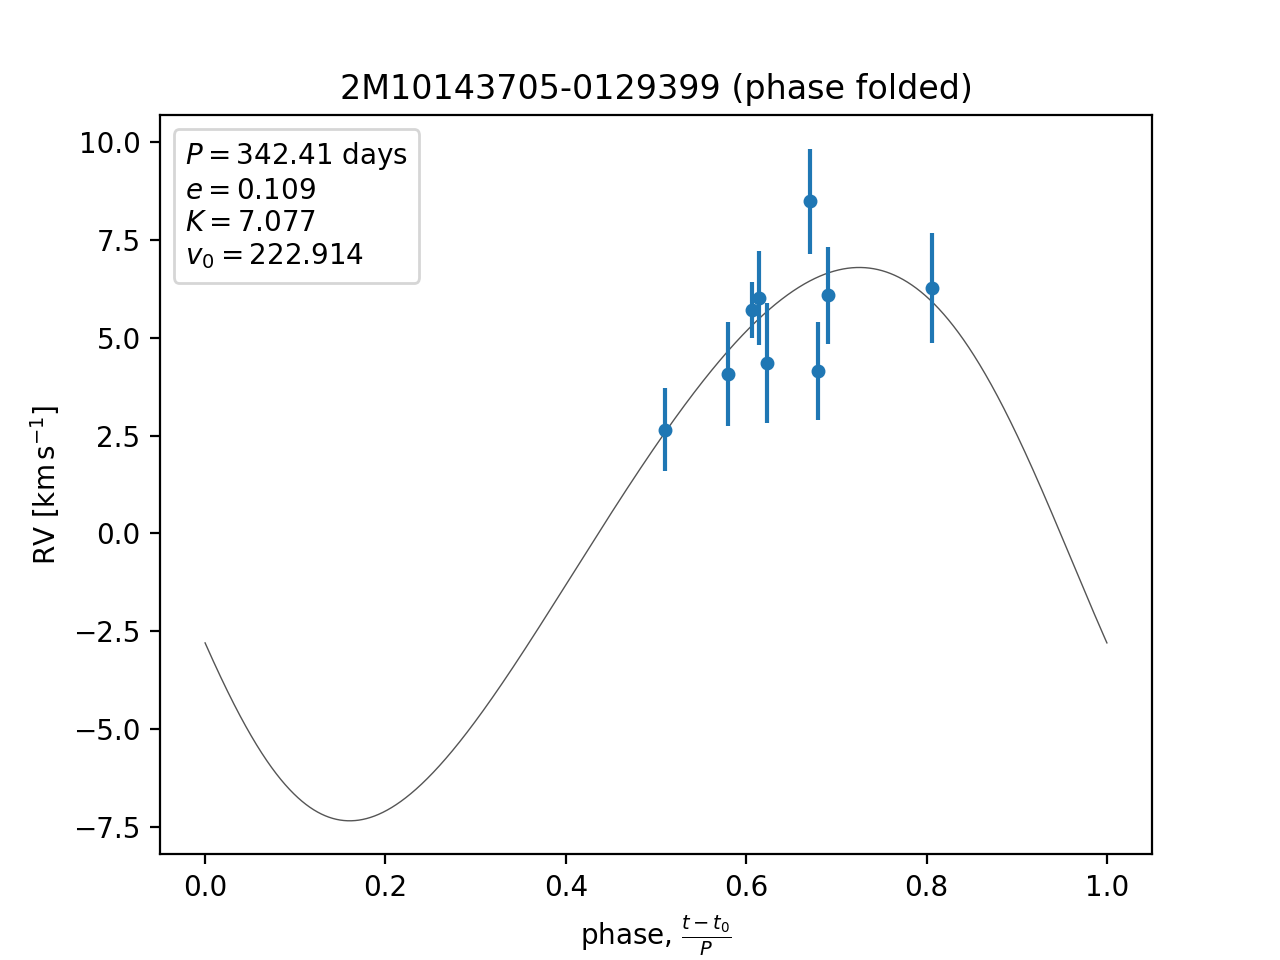 2M10143705-0129399 (phase folded)
P = 342.41 days
e = 0.109
K = 7.077
v₀ = 222.914
RV [km s⁻¹]
10.0
7.5
5.0
2.5
0.0
−2.5
−5.0
−7.5
0.0 0.2 0.4 0.6 0.8 1.0
phase, (t − t₀)/P